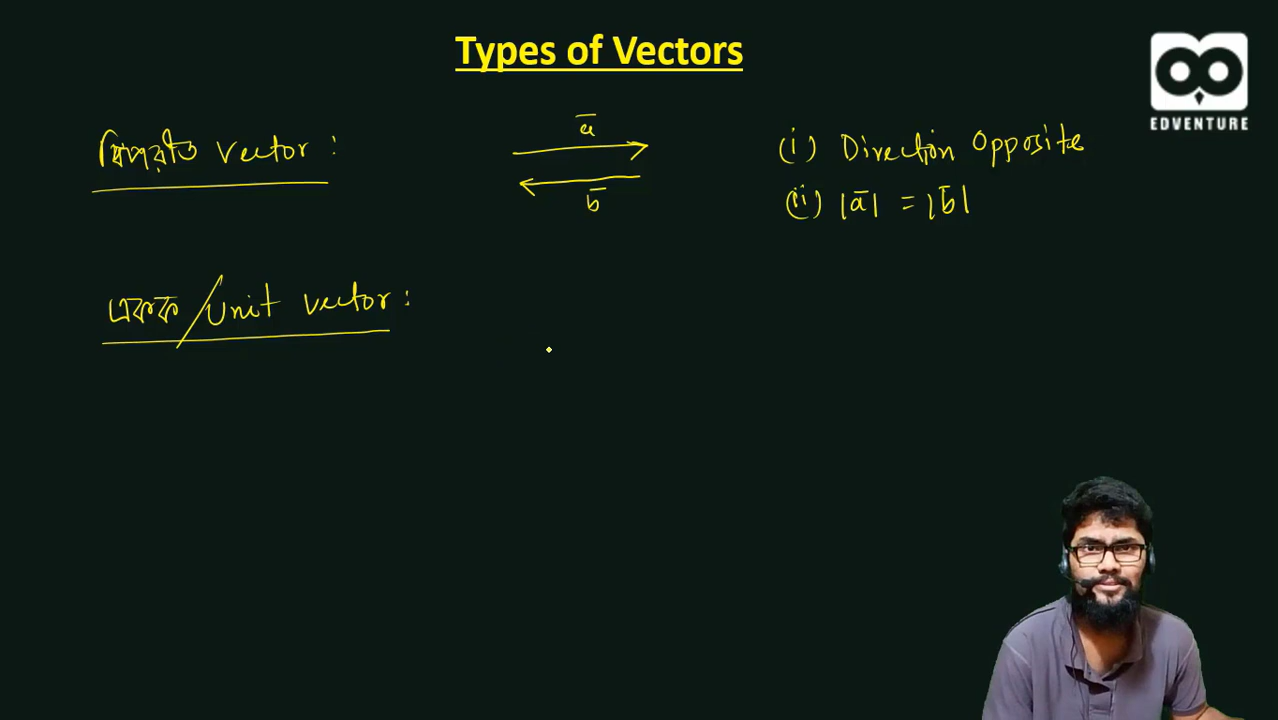 Types of Vectors
EDVENTURE
বিপরীত vector :
a̅
b̅
(i) Direction Opposite
(ii) |a̅| = |b̅|
একক/Unit vector :